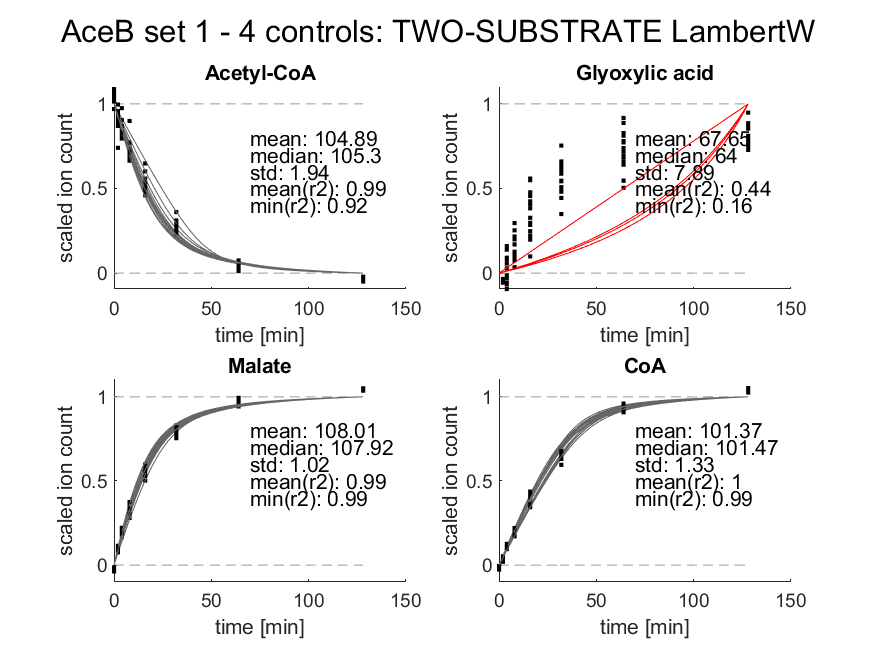 AceB set 1 - 4 controls: TWO-SUBSTRATE LambertW
Acetyl-CoA
scaled ion count
1
0.5
0
mean: 104.89
median: 105.3
std: 1.94
mean(r2): 0.99
min(r2): 0.92
0 50 100 150
time [min]
Glyoxylic acid
scaled ion count
1
0.5
0
mean: 67.65
median: 64
std: 7.89
mean(r2): 0.44
min(r2): 0.16
0 50 100 150
time [min]
Malate
scaled ion count
1
0.5
0
mean: 108.01
median: 107.92
std: 1.02
mean(r2): 0.99
min(r2): 0.99
0 50 100 150
time [min]
CoA
scaled ion count
1
0.5
0
mean: 101.37
median: 101.47
std: 1.33
mean(r2): 1
min(r2): 0.99
0 50 100 150
time [min]